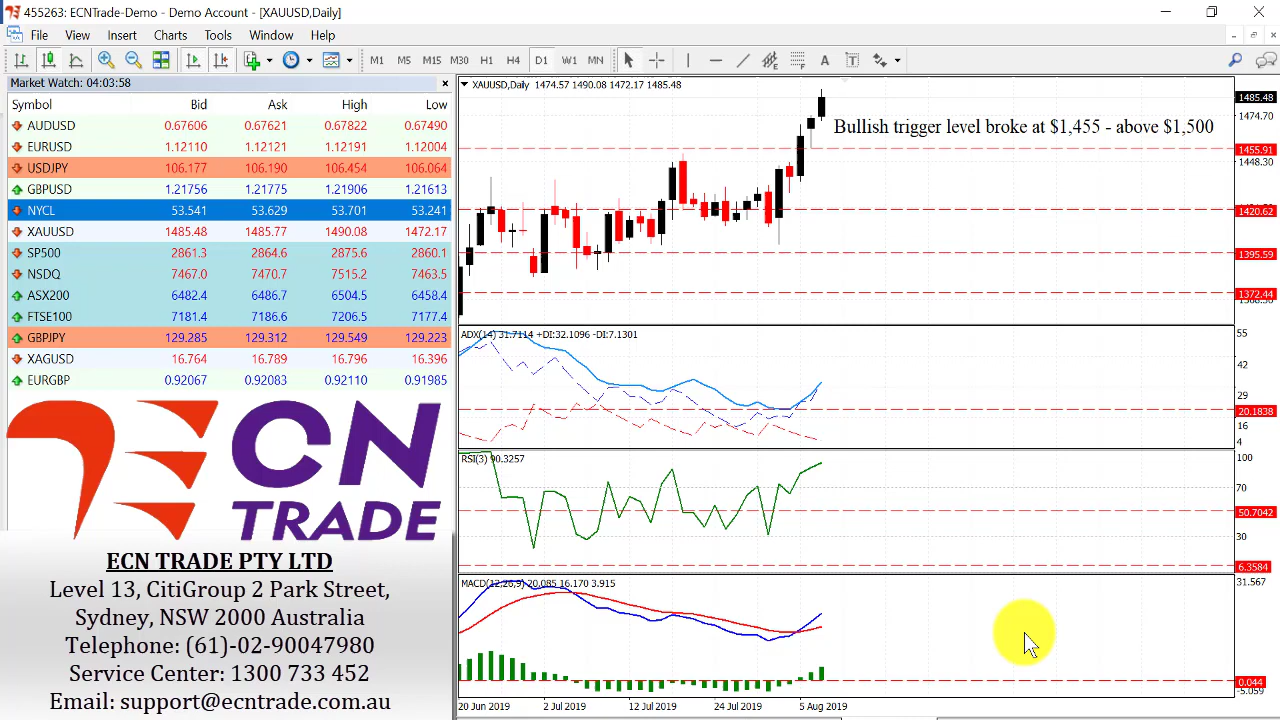 455263: ECNTrade-Demo - Demo Account - [XAUUSD,Daily]
File View Insert Charts Tools Window Help
M1 M5 M15 M30 H1 H4 D1 W1 MN
Market Watch: 04:03:58
Symbol Bid Ask High Low
AUDUSD 0.67606 0.67621 0.67822 0.67490
EURUSD 1.12110 1.12121 1.12191 1.12004
USDJPY 106.177 106.190 106.454 106.064
GBPUSD 1.21756 1.21775 1.21906 1.21613
NYCL 53.541 53.629 53.701 53.241
XAUUSD 1485.48 1485.77 1490.08 1472.17
SP500 2861.3 2864.6 2875.6 2860.1
NSDQ 7467.0 7470.7 7515.2 7463.5
ASX200 6482.4 6486.7 6504.5 6458.4
FTSE100 7181.4 7186.6 7206.5 7177.4
GBPJPY 129.285 129.312 129.549 129.223
XAGUSD 16.764 16.789 16.796 16.396
EURGBP 0.92067 0.92083 0.92110 0.91985
ECN
TRADE
ECN TRADE PTY LTD
Level 13, CitiGroup 2 Park Street,
Sydney, NSW 2000 Australia
Telephone: (61)-02-90047980
Service Center: 1300 733 452
Email: support@ecntrade.com.au
XAUUSD,Daily 1474.57 1490.08 1472.17 1485.48
Bullish trigger level broke at $1,455 - above $1,500
1485.48
1474.70
1455.91
1448.30
1420.62
1395.59
1372.44
ADX(14) 31.7114 +DI:32.1096 -DI:7.1301
55
42
29
20.1838
16
4
RSI(3) 90.3257
100
70
50.7042
30
6.3584
MACD(12,26,9) 20.085 16.170 3.915
31.567
0.044
-5.059
20 Jun 2019 2 Jul 2019 12 Jul 2019 24 Jul 2019 5 Aug 2019